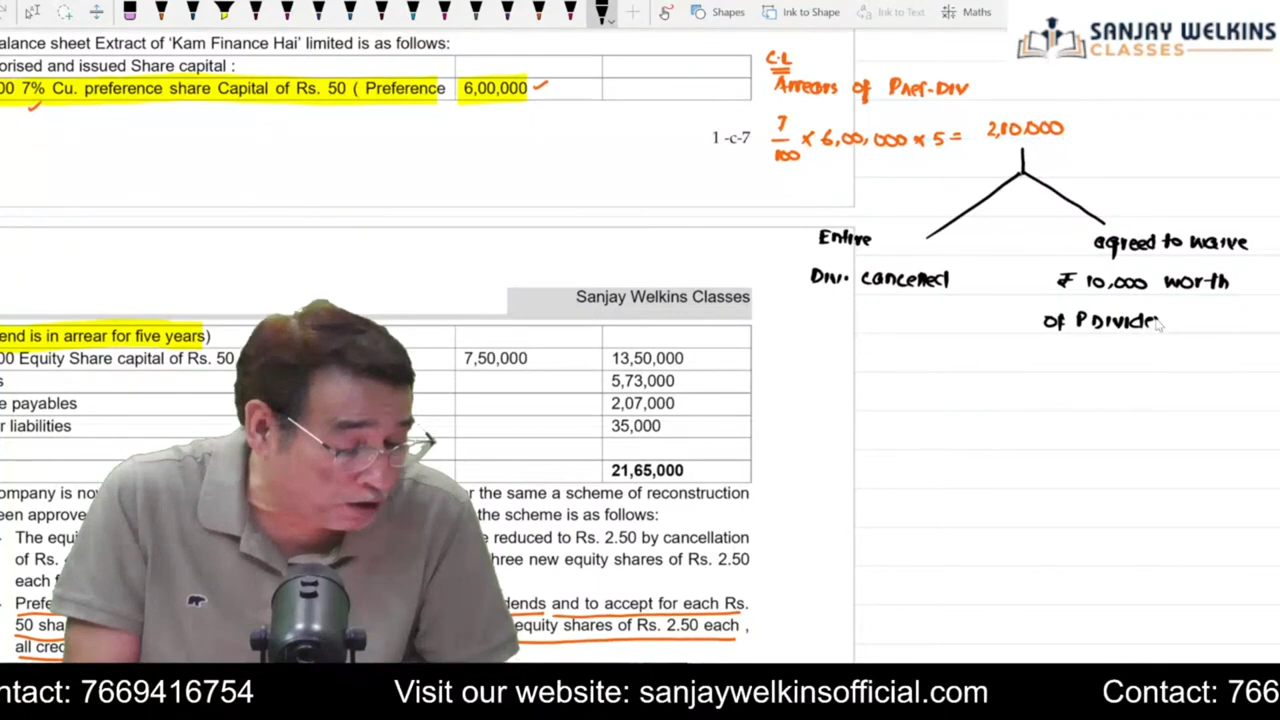 Shapes
Ink to Shape
Ink to Text
Maths
SANJAY WELKINS
CLASSES
alance sheet Extract of 'Kam Finance Hai' limited is as follows:
orised and issued Share capital :
00 7% Cu. preference share Capital of Rs. 50 ( Preference 6,00,000
1 -c-7
C.L
Arrears of Pref-Div
7/100 × 6,00,000 × 5 = 2,10,000
Entire
Div. cancelled
agreed to waive
₹ 10,000 worth
of P Divide
Sanjay Welkins Classes
end is in arrear for five years)
00 Equity Share capital of Rs. 50 7,50,000 13,50,000
s 5,73,000
e payables 2,07,000
r liabilities 35,000
21,65,000
ompany is no r the same a scheme of reconstruction
een approve the scheme is as follows:
The equ e reduced to Rs. 2.50 by cancellation
of Rs. hree new equity shares of Rs. 2.50
each
Prefe dends and to accept for each Rs.
50 sha equity shares of Rs. 2.50 each ,
all cred
ntact: 7669416754 Visit our website: sanjaywelkinsofficial.com Contact: 766